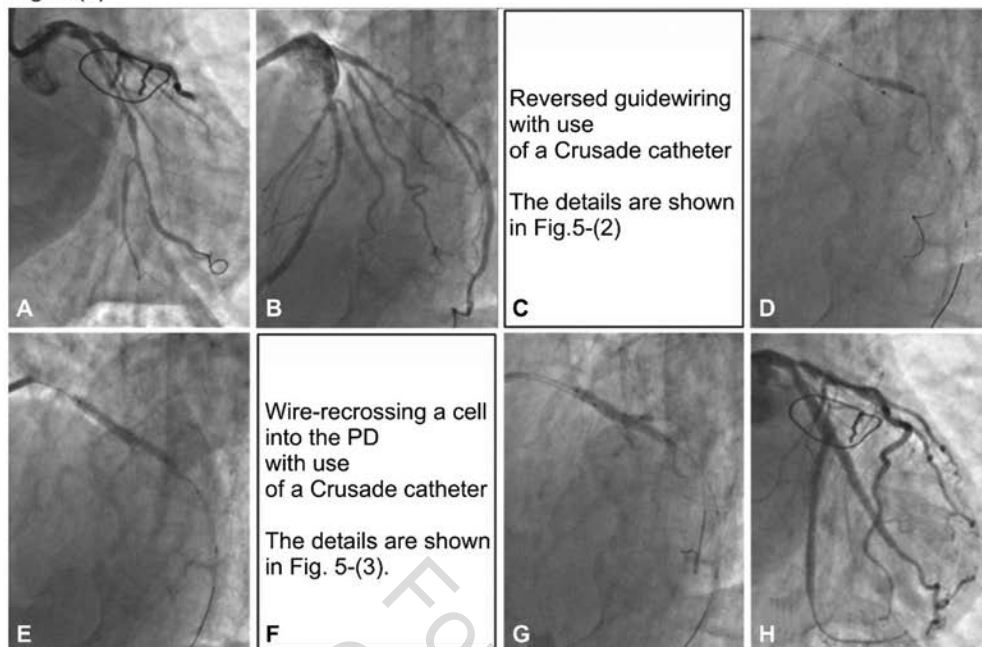 A
B
Reversed guidewiring
with use
of a Crusade catheter
The details are shown
in Fig.5-(2)
C
D
E
Wire-recrossing a cell
into the PD
with use
of a Crusade catheter
The details are shown
in Fig. 5-(3).
F
G
H